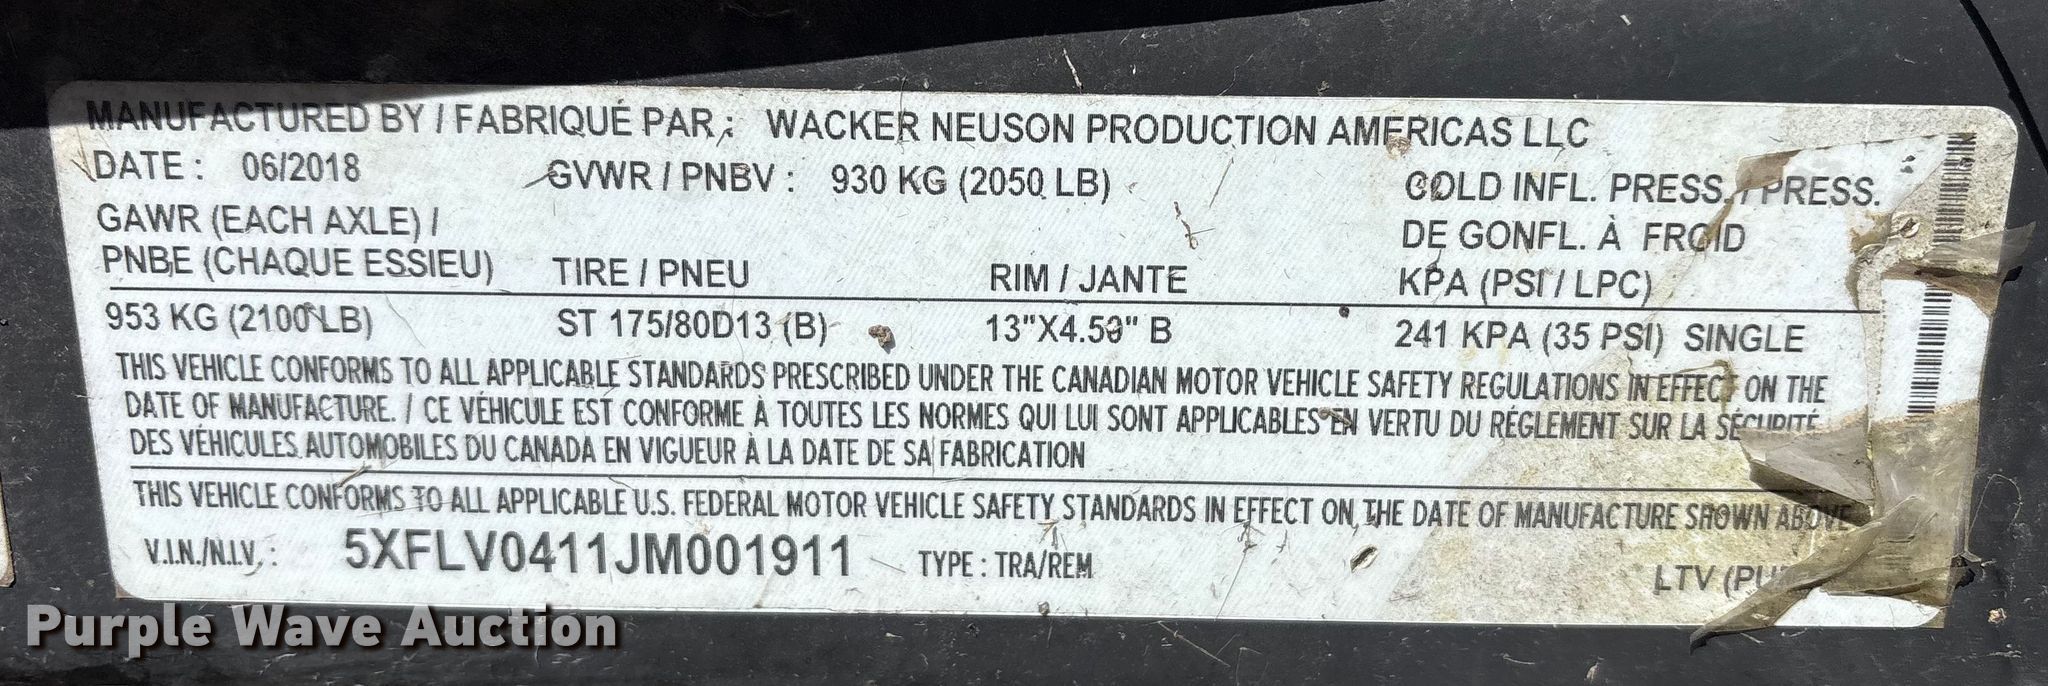 MANUFACTURED BY / FABRIQUÉ PAR : WACKER NEUSON PRODUCTION AMERICAS LLC
DATE : 06/2018 GVWR / PNBV : 930 KG (2050 LB)
COLD INFL. PRESS. / PRESS.
DE GONFL. À FROID
KPA (PSI / LPC)
GAWR (EACH AXLE) /
PNBE (CHAQUE ESSIEU) TIRE / PNEU RIM / JANTE
953 KG (2100 LB) ST 175/80D13 (B) 13"X4.50" B 241 KPA (35 PSI) SINGLE
THIS VEHICLE CONFORMS TO ALL APPLICABLE STANDARDS PRESCRIBED UNDER THE CANADIAN MOTOR VEHICLE SAFETY REGULATIONS IN EFFECT ON THE
DATE OF MANUFACTURE. / CE VÉHICULE EST CONFORME À TOUTES LES NORMES QUI LUI SONT APPLICABLES EN VERTU DU RÉGLEMENT SUR LA SÉCURITÉ
DES VÉHICULES AUTOMOBILES DU CANADA EN VIGUEUR À LA DATE DE SA FABRICATION
THIS VEHICLE CONFORMS TO ALL APPLICABLE U.S. FEDERAL MOTOR VEHICLE SAFETY STANDARDS IN EFFECT ON THE DATE OF MANUFACTURE SHOWN ABOVE
V.I.N./N.I.V. : 5XFLV0411JM001911 TYPE : TRA/REM
LTV
Purple Wave Auction